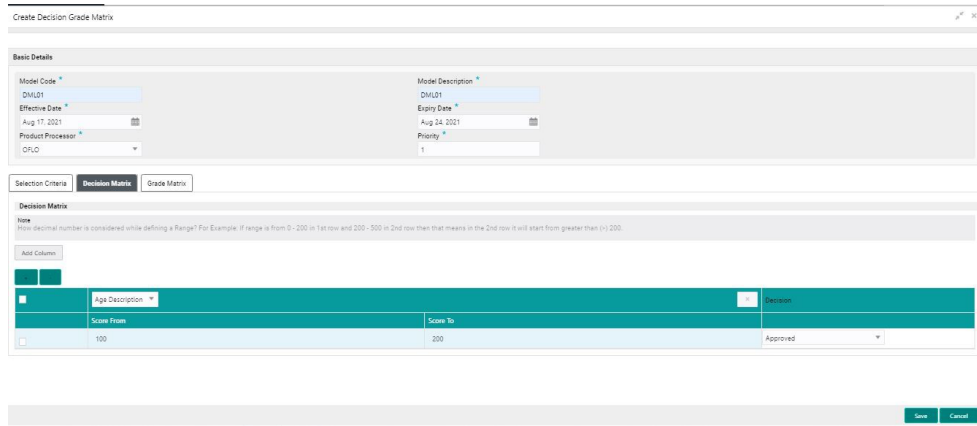 Create Decision Grade Matrix
Basic Details
Model Code *
Model Description *
DML01
DML01
Effective Date *
Expiry Date *
Aug 17, 2021
Aug 24, 2021
Product Processor *
Priority *
OFLO
1
Selection Criteria
Decision Matrix
Grade Matrix
Decision Matrix
Note
How decimal number is considered while defining a Range? For Example: If range is from 0 - 200 in 1st row and 200 - 500 in 2nd row then that means in the 2nd row it will start from greater than (>) 200.
Add Column
Age Description
×
Decision
Score From
Score To
100
200
Approved
Save
Cancel